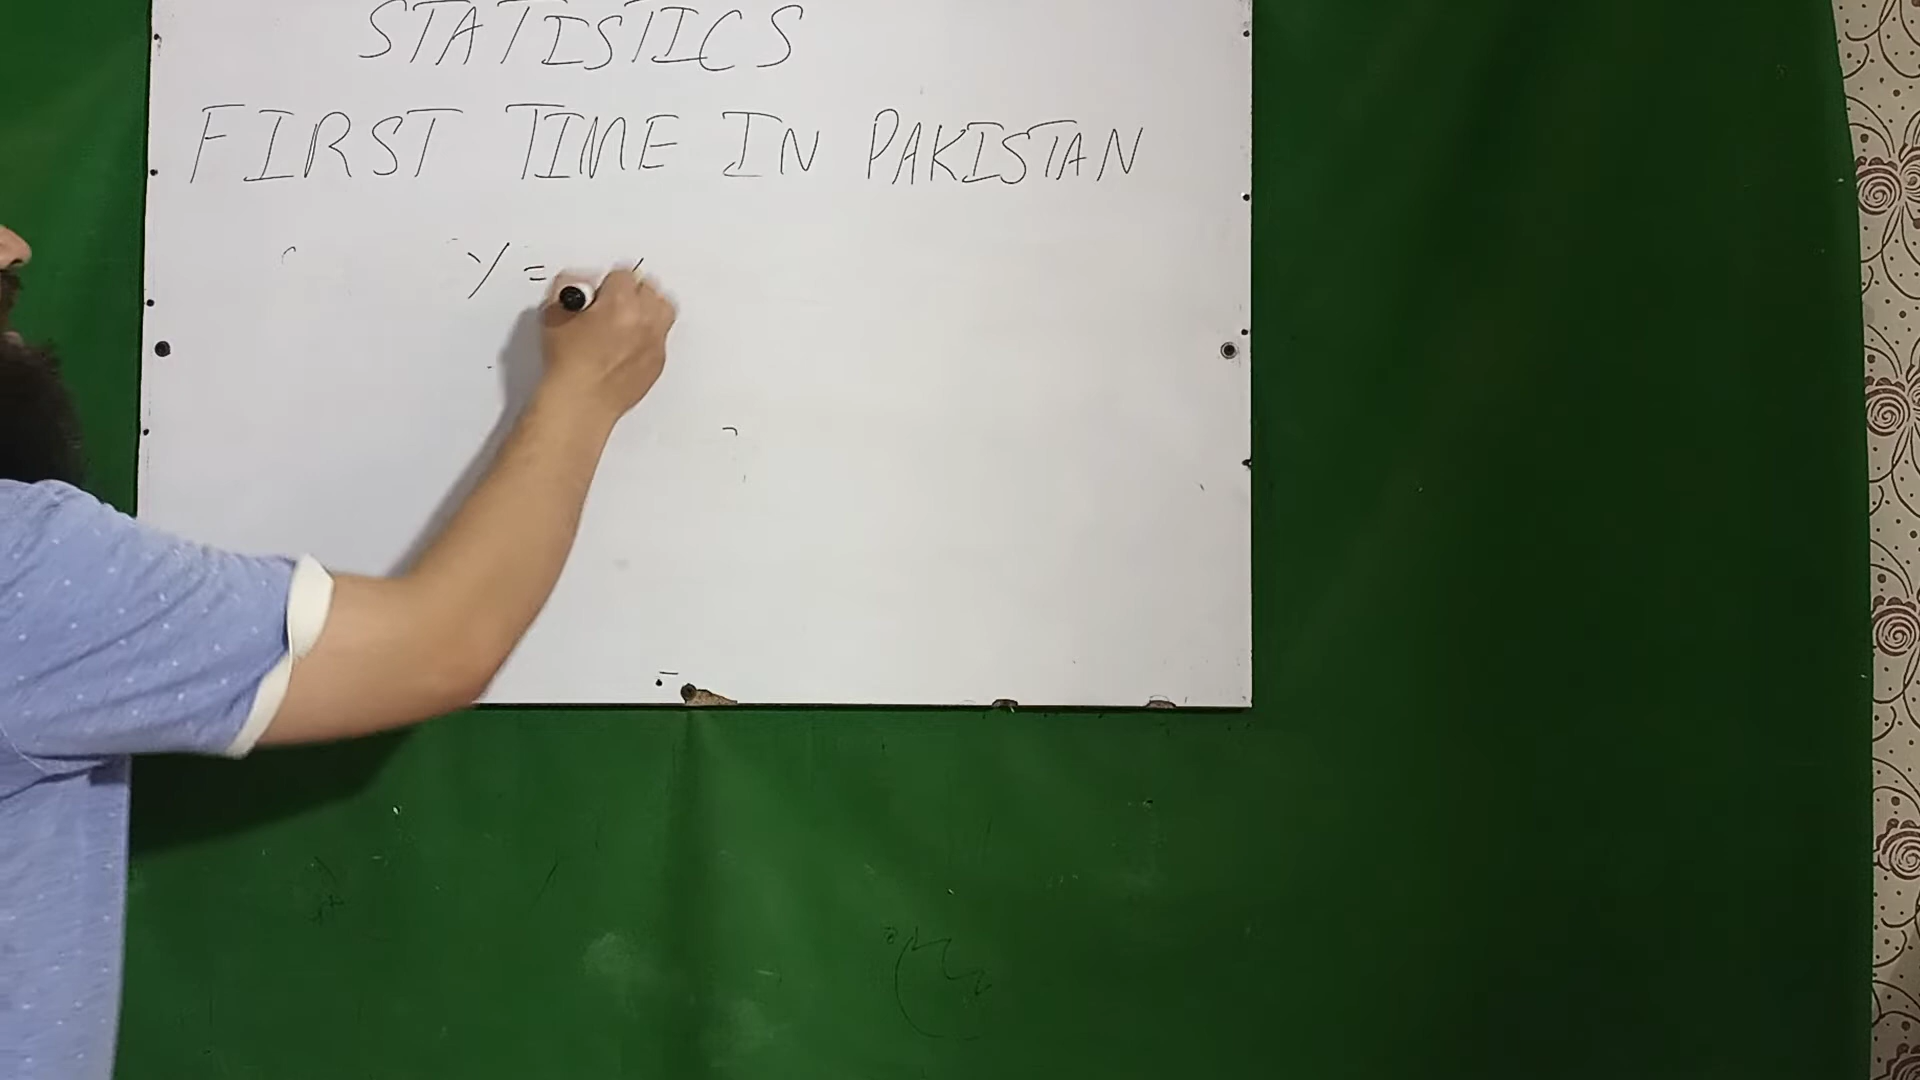 STATISTICS
FIRST TIME IN PAKISTAN
Y =